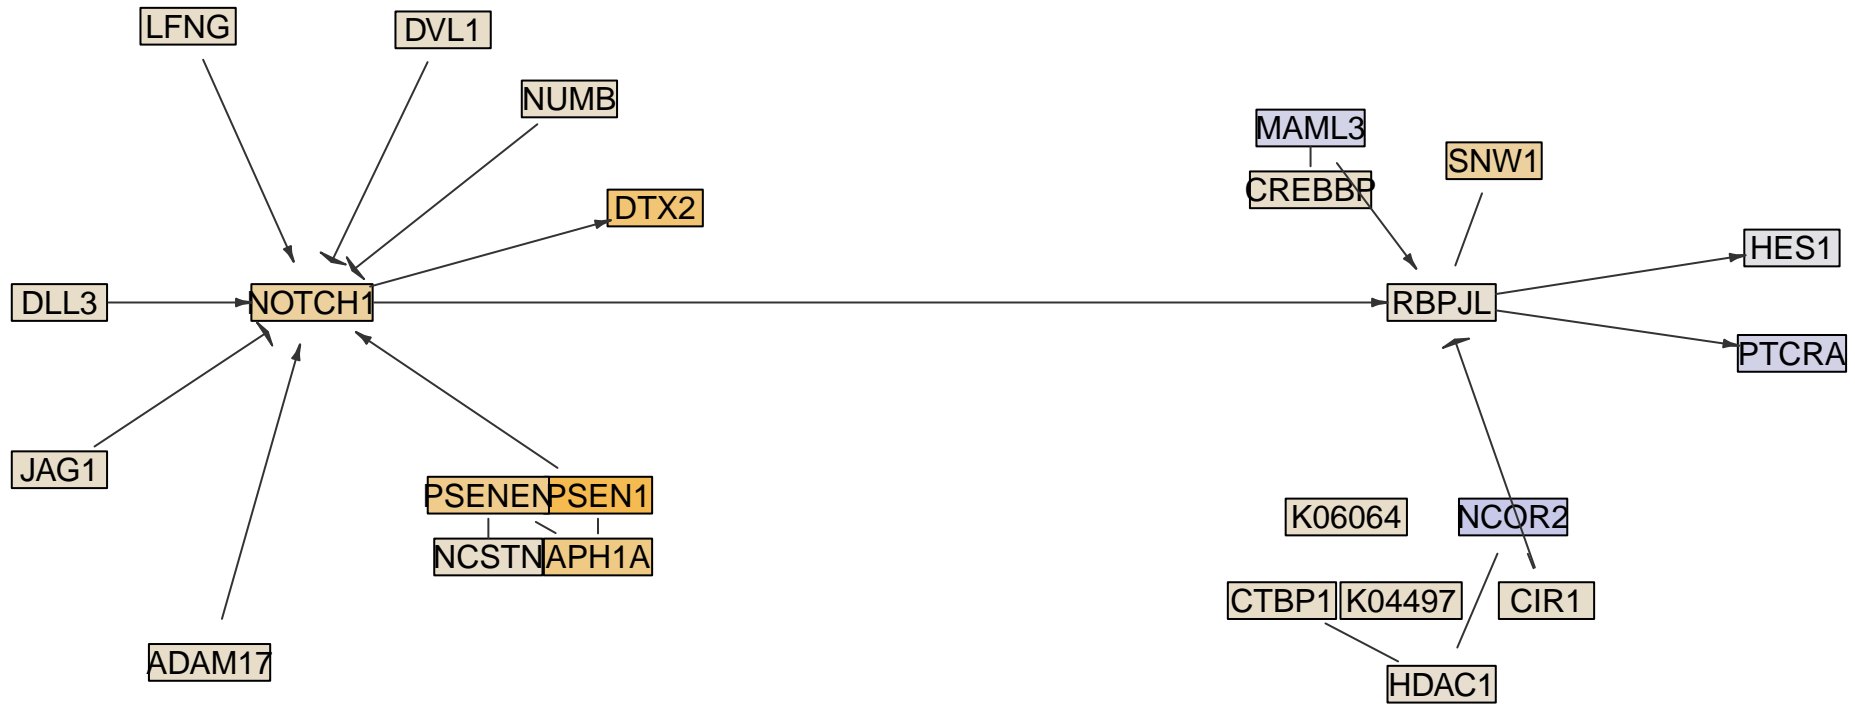 LFNG
DVL1
NUMB
MAML3
SNW1
CREBBP
DTX2
HES1
DLL3
NOTCH1
RBPJL
PTCRA
JAG1
PSENEN
PSEN1
K06064
NCOR2
NCSTN
APH1A
CTBP1
K04497
CIR1
ADAM17
HDAC1